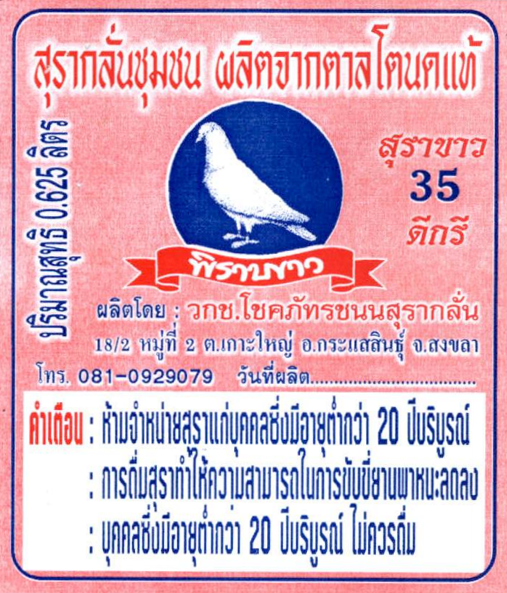 สุรากลั่นชุมชน ผลิตจากตาลโตนดแท้
ปริมาณสุทธิ 0.625 ลิตร
สุราขาว
35
ดีกรี
พิราบขาว
ผลิตโดย : วกช.โชคภัทรชนนสุรากลั่น
18/2 หมู่ที่ 2 ต.เกาะใหญ่ อ.กระแสสินธุ์ จ.สงขลา
โทร. 081-0929079 วันที่ผลิต.................................
คำเตือน : ห้ามจำหน่ายสุราแก่บุคคลซึ่งมีอายุต่ำกว่า 20 ปีบริบูรณ์
: การดื่มสุราทำให้ความสามารถในการขับขี่ยานพาหนะลดลง
: บุคคลซึ่งมีอายุต่ำกว่า 20 ปีบริบูรณ์ ไม่ควรดื่ม